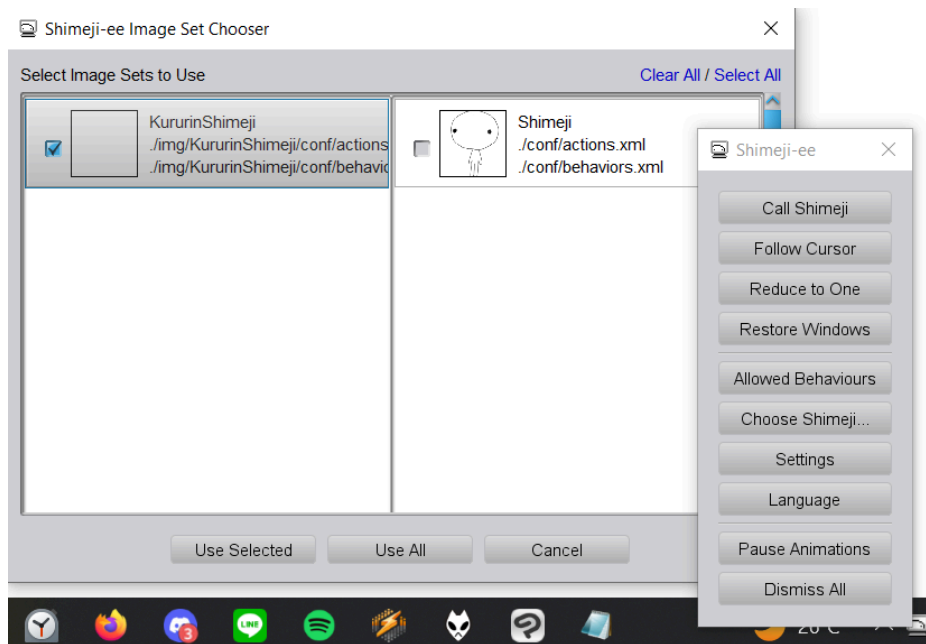 Shimeji-ee Image Set Chooser
Select Image Sets to Use
Clear All / Select All
KururinShimeji
./img/KururinShimeji/conf/actions
./img/KururinShimeji/conf/behavio
Shimeji
./conf/actions.xml
./conf/behaviors.xml
Use Selected
Use All
Cancel
Shimeji-ee
Call Shimeji
Follow Cursor
Reduce to One
Restore Windows
Allowed Behaviours
Choose Shimeji...
Settings
Language
Pause Animations
Dismiss All
3
LINE